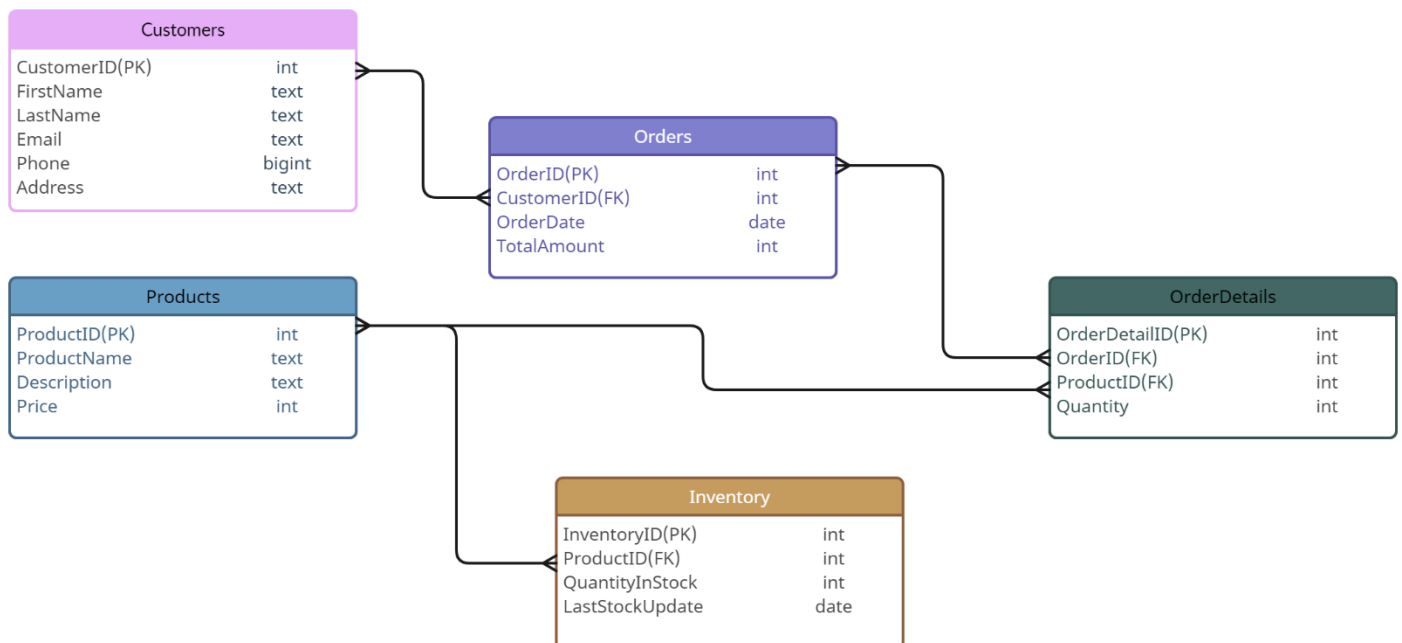 Customers
CustomerID(PK) int
FirstName text
LastName text
Email text
Phone bigint
Address text
Orders
OrderID(PK) int
CustomerID(FK) int
OrderDate date
TotalAmount int
Products
ProductID(PK) int
ProductName text
Description text
Price int
OrderDetails
OrderDetailID(PK) int
OrderID(FK) int
ProductID(FK) int
Quantity int
Inventory
InventoryID(PK) int
ProductID(FK) int
QuantityInStock int
LastStockUpdate date